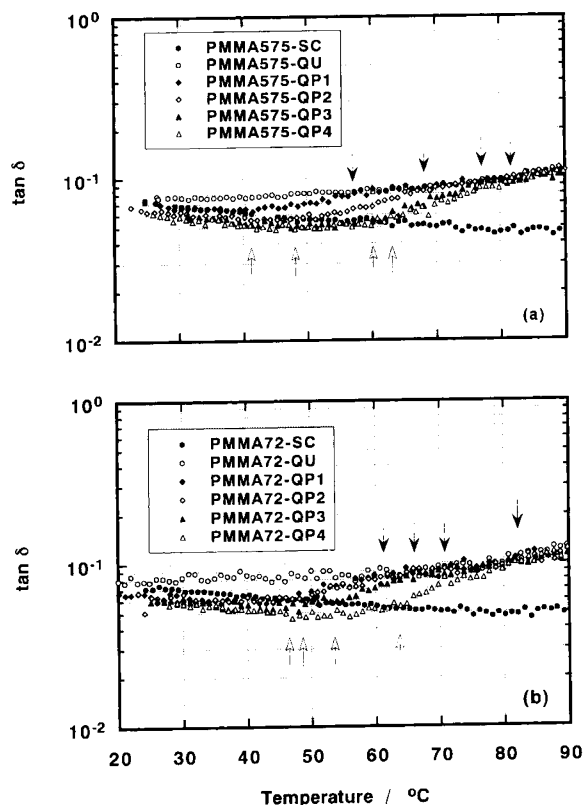 10^0
PMMA575-SC
PMMA575-QU
PMMA575-QP1
PMMA575-QP2
PMMA575-QP3
PMMA575-QP4
tan δ
10^-1
(a)
10^-2
10^0
PMMA72-SC
PMMA72-QU
PMMA72-QP1
PMMA72-QP2
PMMA72-QP3
PMMA72-QP4
tan δ
10^-1
(b)
10^-2
20 30 40 50 60 70 80 90
Temperature / °C